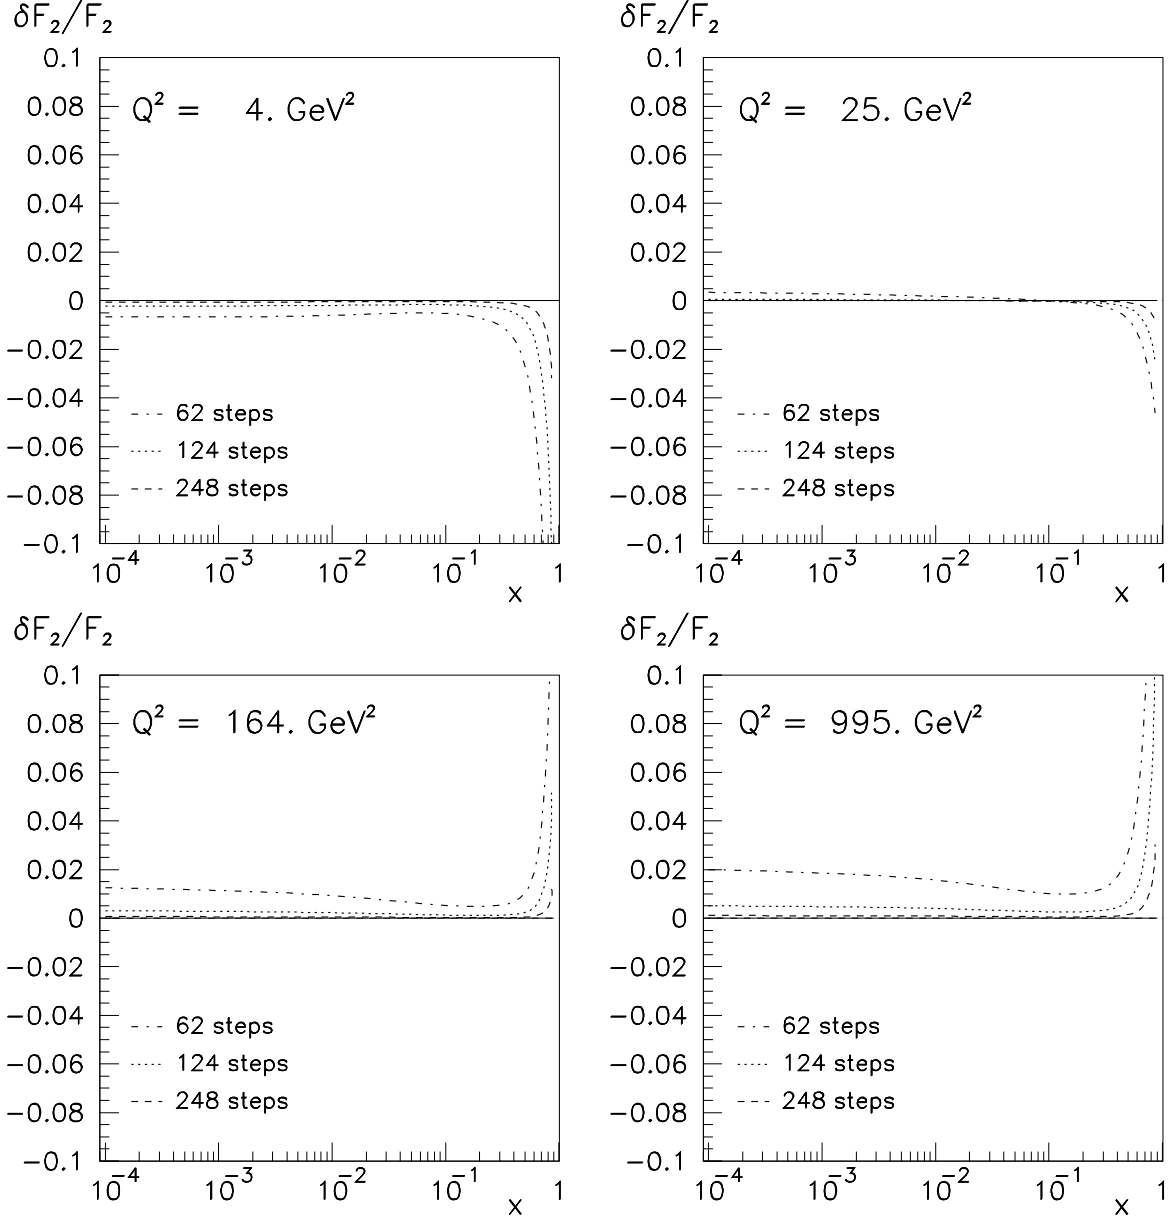 δF₂/F₂
0.1
0.08
0.06
0.04
0.02
0
−0.02
−0.04
−0.06
−0.08
−0.1
Q² = 4. GeV²
62 steps
124 steps
248 steps
10⁻⁴ 10⁻³ 10⁻² 10⁻¹ 1
x
δF₂/F₂
0.1
0.08
0.06
0.04
0.02
0
−0.02
−0.04
−0.06
−0.08
−0.1
Q² = 25. GeV²
62 steps
124 steps
248 steps
10⁻⁴ 10⁻³ 10⁻² 10⁻¹ 1
x
δF₂/F₂
0.1
0.08
0.06
0.04
0.02
0
−0.02
−0.04
−0.06
−0.08
−0.1
Q² = 164. GeV²
62 steps
124 steps
248 steps
10⁻⁴ 10⁻³ 10⁻² 10⁻¹ 1
x
δF₂/F₂
0.1
0.08
0.06
0.04
0.02
0
−0.02
−0.04
−0.06
−0.08
−0.1
Q² = 995. GeV²
62 steps
124 steps
248 steps
10⁻⁴ 10⁻³ 10⁻² 10⁻¹ 1
x